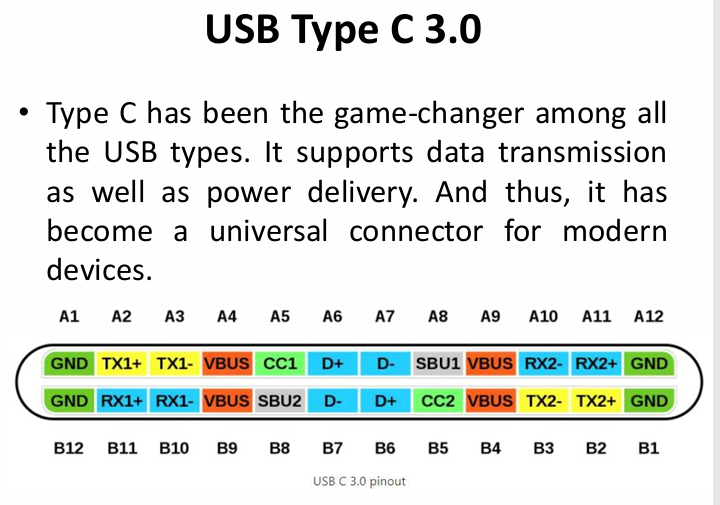 USB Type C 3.0
• Type C has been the game-changer among all
the USB types. It supports data transmission
as well as power delivery. And thus, it has
become a universal connector for modern
devices.
A1 A2 A3 A4 A5 A6 A7 A8 A9 A10 A11 A12
GND TX1+ TX1- VBUS CC1 D+ D- SBU1 VBUS RX2- RX2+ GND
GND RX1+ RX1- VBUS SBU2 D- D+ CC2 VBUS TX2- TX2+ GND
B12 B11 B10 B9 B8 B7 B6 B5 B4 B3 B2 B1
USB C 3.0 pinout